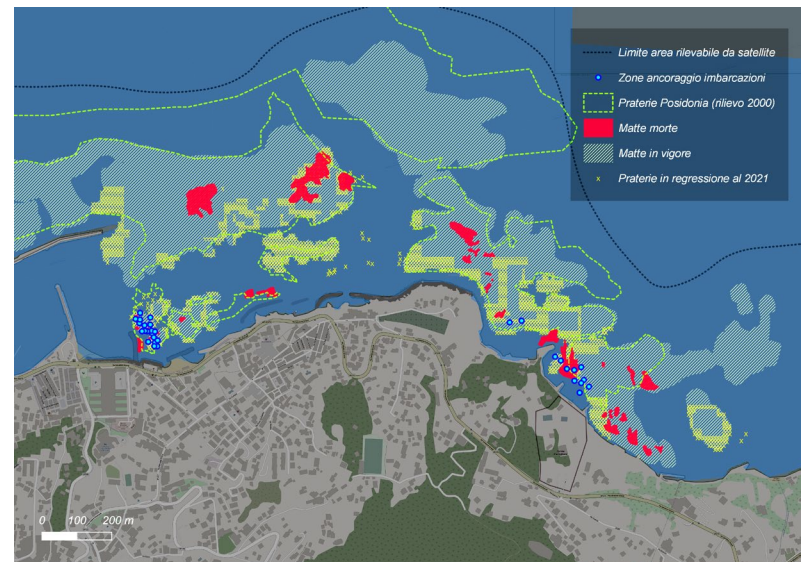 Limite area rilevabile da satellite
Zone ancoraggio imbarcazioni
Praterie Posidonia (rilievo 2000)
Matte morte
Matte in vigore
Praterie in regressione al 2021
0 100 200 m